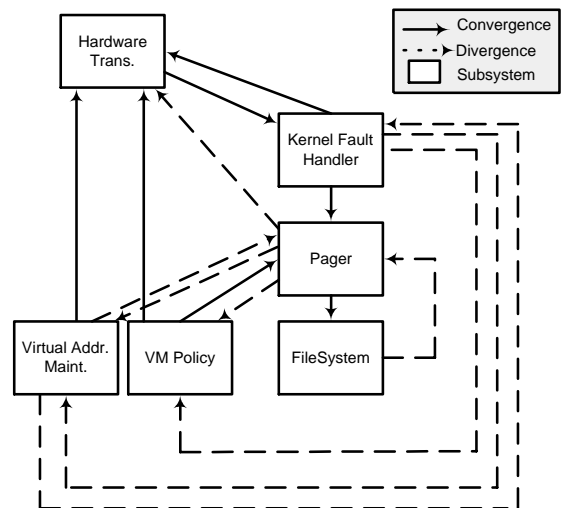 Hardware
Trans.
Convergence
Divergence
Subsystem
Kernel Fault
Handler
Pager
Virtual Addr.
Maint.
VM Policy
FileSystem